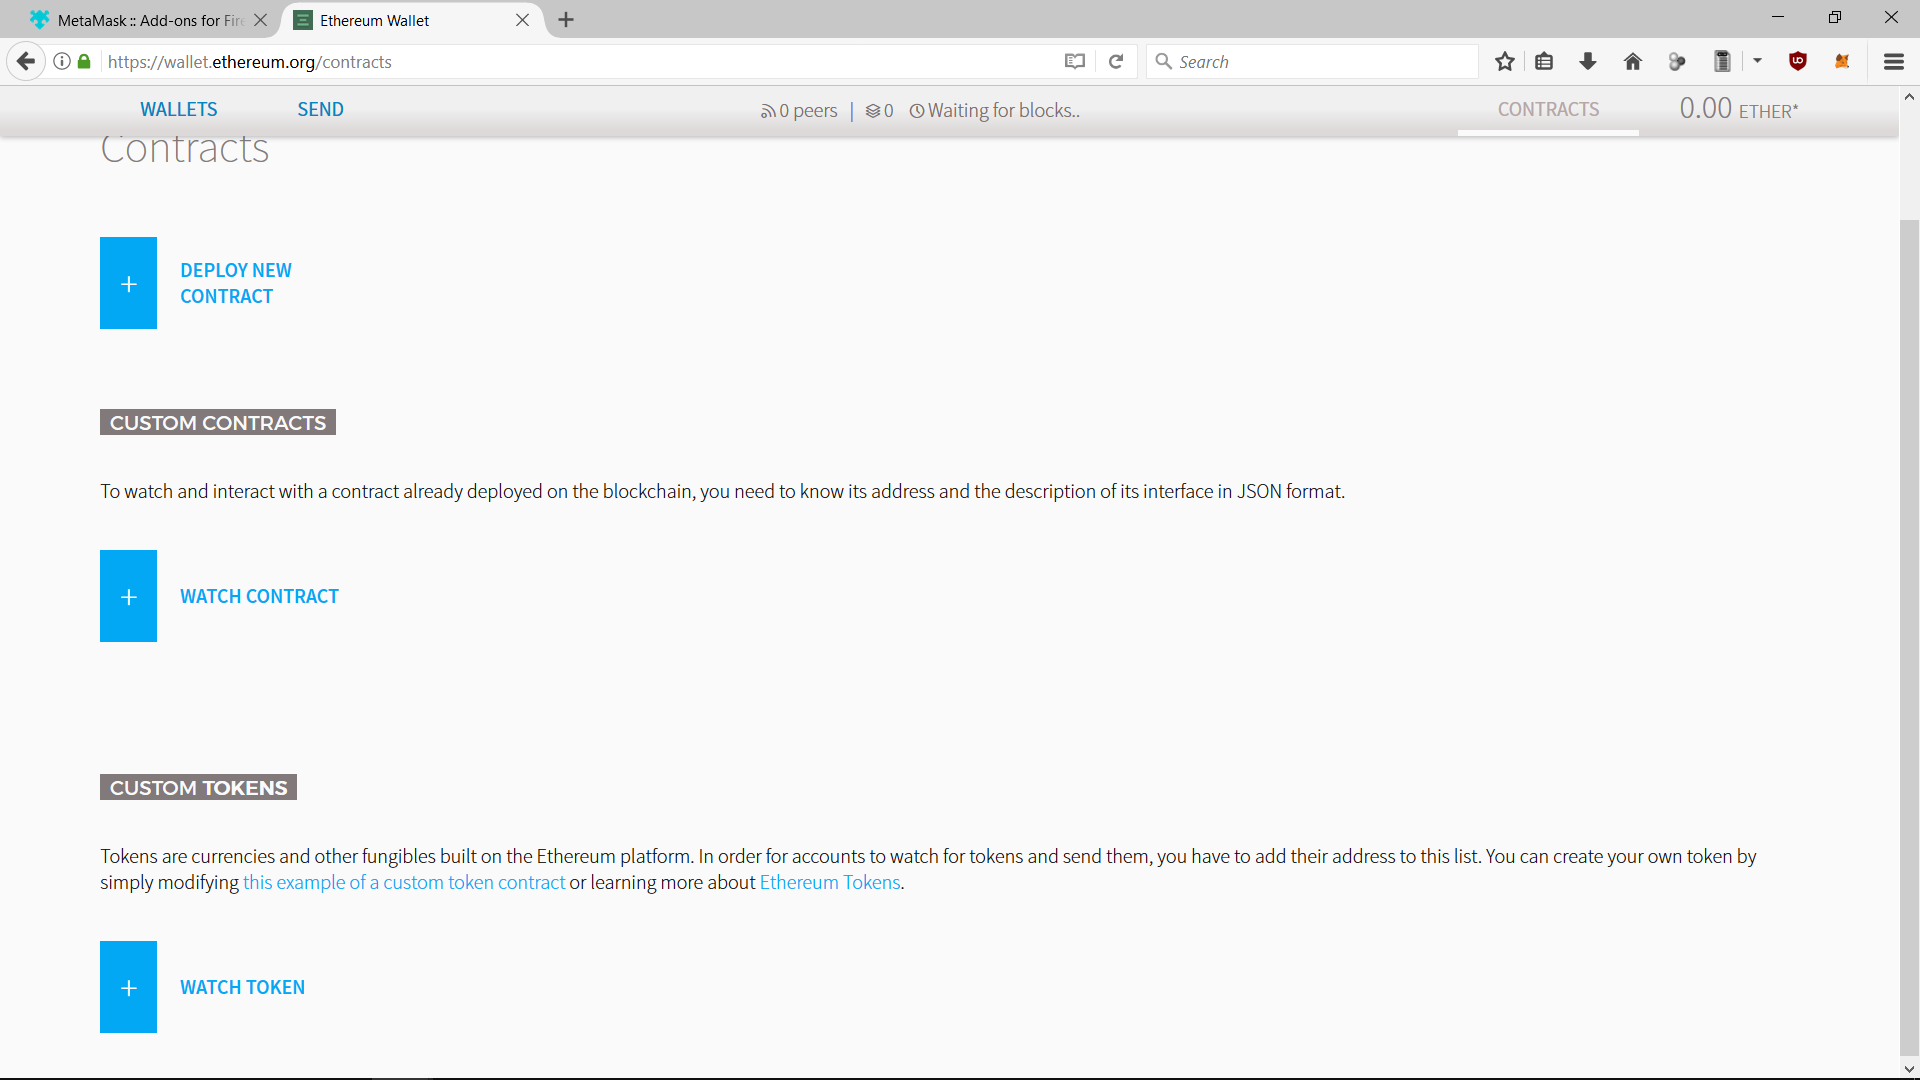 MetaMask :: Add-ons for Fire
Ethereum Wallet
https://wallet.ethereum.org/contracts
Search
WALLETS
SEND
0 peers | 0 Waiting for blocks..
CONTRACTS
0.00 ETHER*
Contracts
+
DEPLOY NEW
CONTRACT
CUSTOM CONTRACTS
To watch and interact with a contract already deployed on the blockchain, you need to know its address and the description of its interface in JSON format.
+
WATCH CONTRACT
CUSTOM TOKENS
Tokens are currencies and other fungibles built on the Ethereum platform. In order for accounts to watch for tokens and send them, you have to add their address to this list. You can create your own token by
simply modifying this example of a custom token contract or learning more about Ethereum Tokens.
+
WATCH TOKEN